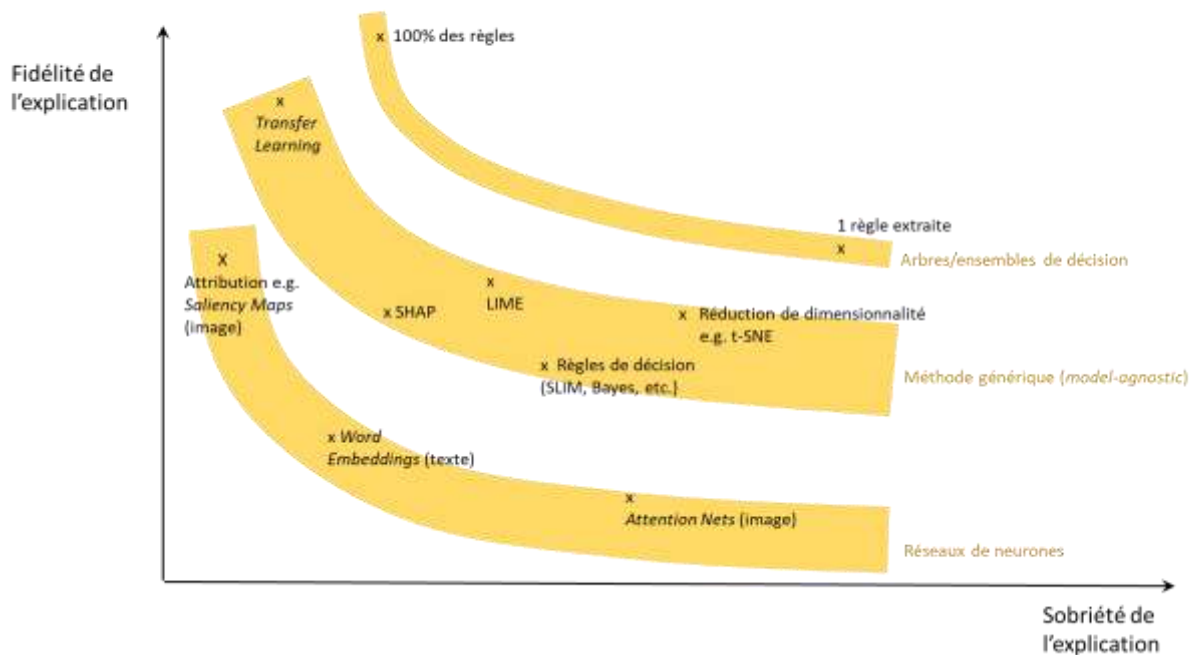 100% des règles
Fidélité de
l'explication
x
x
Transfer
Learning
1 règle extraite
x
Arbres/ensembles de décision
x
Attribution e.g.
Saliency Maps
(image)
x
LIME
x SHAP
x Réduction de dimensionnalité
e.g. t-SNE
x Règles de décision
(SLIM, Bayes, etc.)
Méthode générique (model-agnostic)
x Word
Embeddings (texte)
x
Attention Nets (image)
Réseaux de neurones
Sobriété de
l'explication